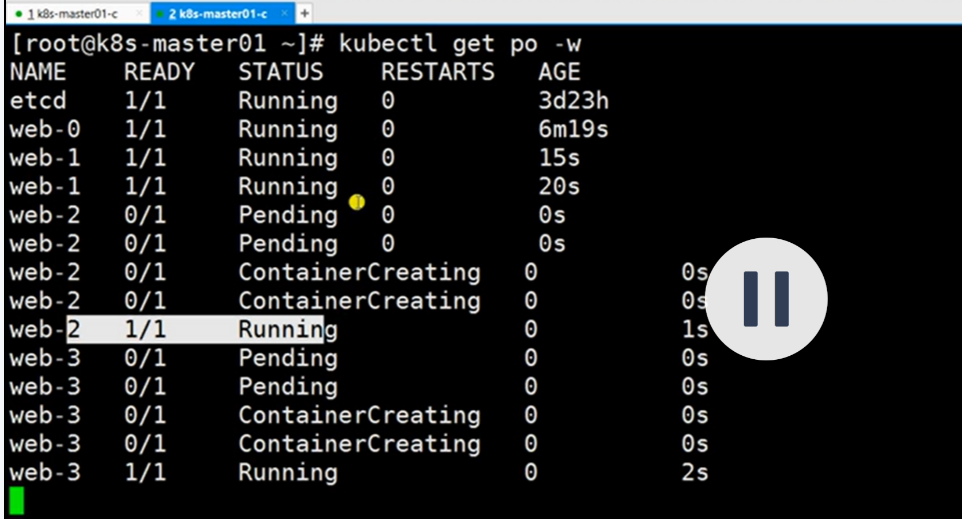 1 k8s-master01-c × 2 k8s-master01-c × +
[root@k8s-master01 ~]# kubectl get po -w
NAME READY STATUS RESTARTS AGE
etcd 1/1 Running 0 3d23h
web-0 1/1 Running 0 6m19s
web-1 1/1 Running 0 15s
web-1 1/1 Running 0 20s
web-2 0/1 Pending 0 0s
web-2 0/1 Pending 0 0s
web-2 0/1 ContainerCreating 0 0s
web-2 0/1 ContainerCreating 0 0s
web-2 1/1 Running 0 1s
web-3 0/1 Pending 0 0s
web-3 0/1 Pending 0 0s
web-3 0/1 ContainerCreating 0 0s
web-3 0/1 ContainerCreating 0 0s
web-3 1/1 Running 0 2s